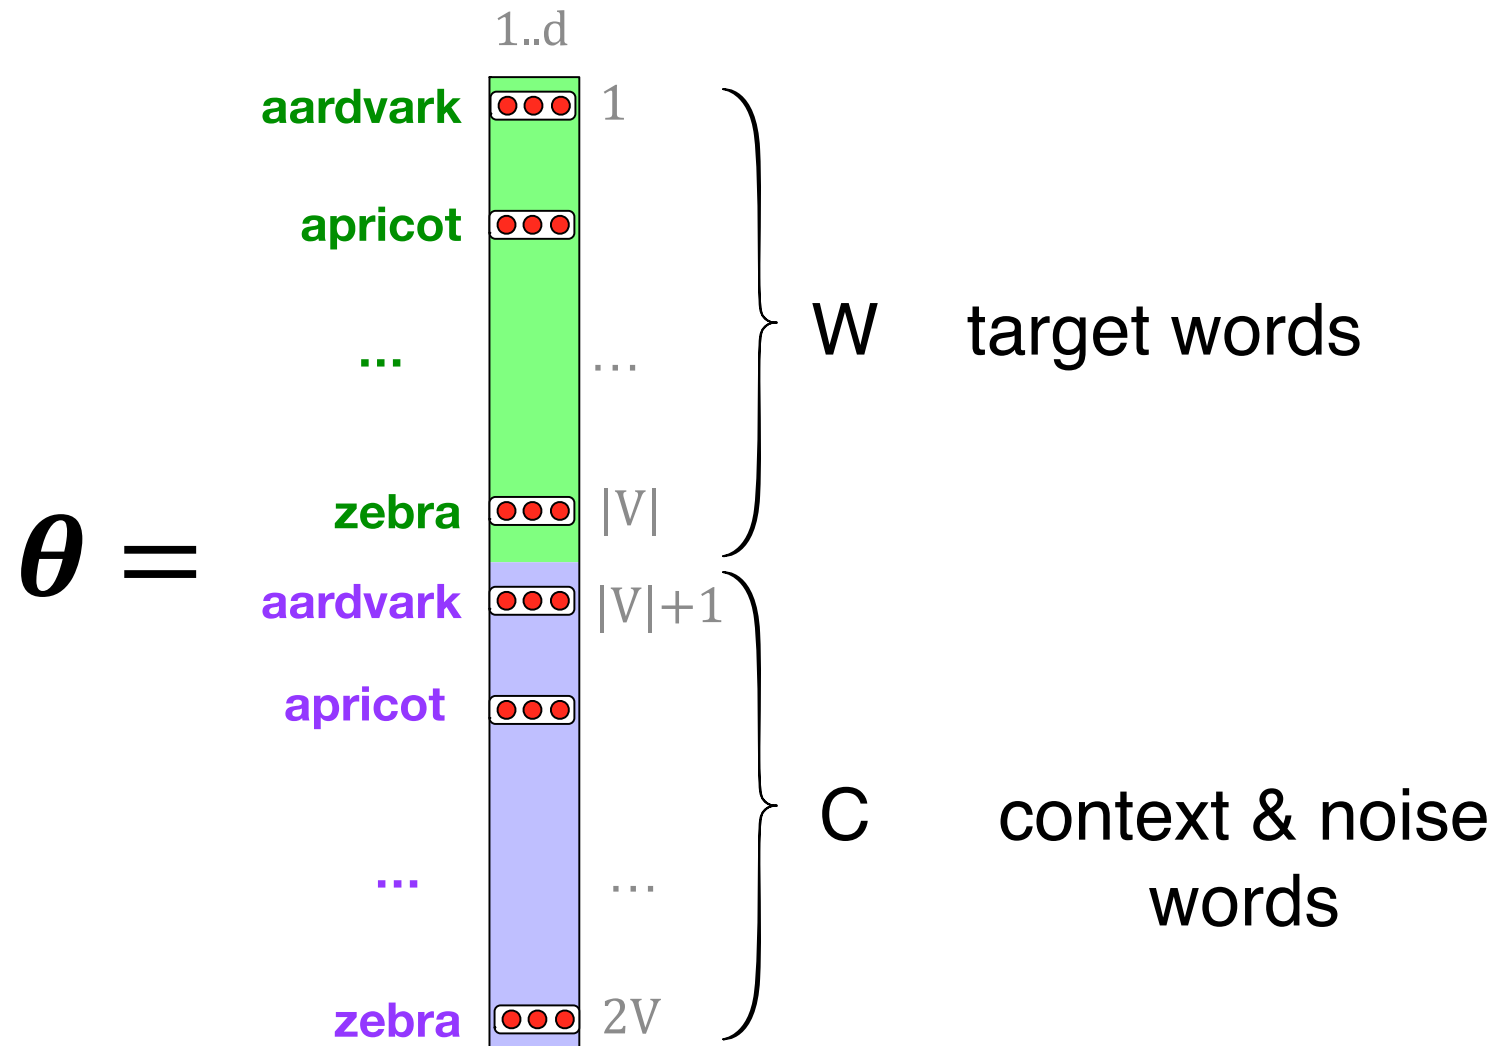 1..d
aardvark 1
apricot
... ...
W target words
zebra |V|
θ =
aardvark |V|+1
apricot
C context & noise
words
... ...
zebra 2V